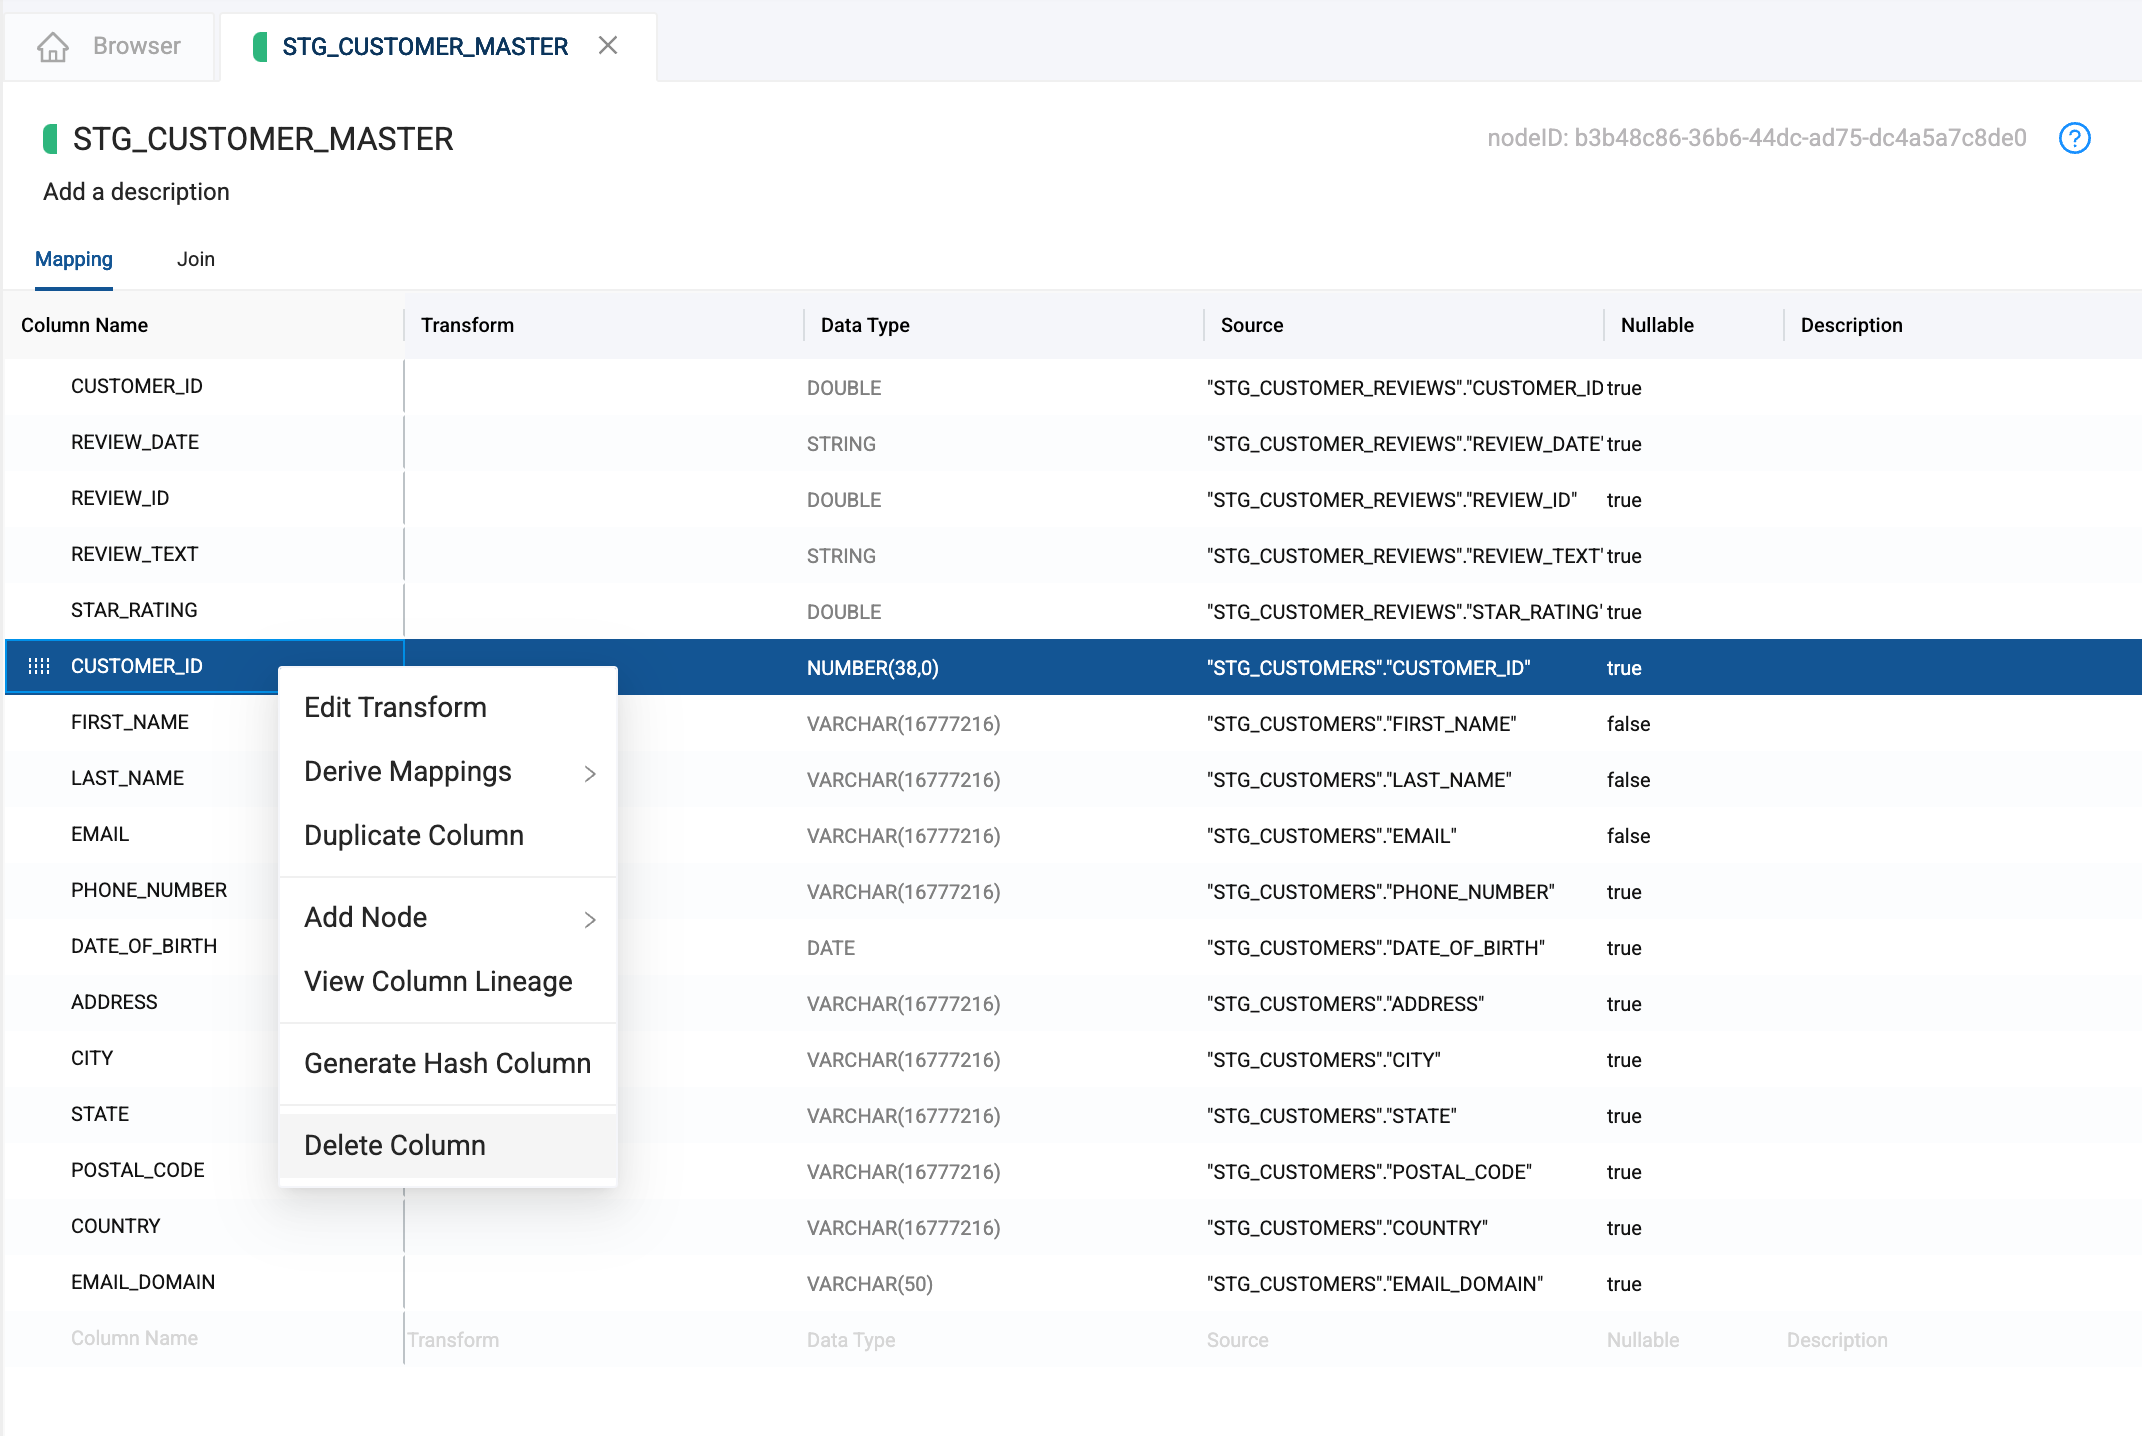 Browser
STG_CUSTOMER_MASTER
STG_CUSTOMER_MASTER
nodeID: b3b48c86-36b6-44dc-ad75-dc4a5a7c8de0
Add a description
Mapping Join
Column Name Transform Data Type Source Nullable Description
CUSTOMER_ID DOUBLE "STG_CUSTOMER_REVIEWS"."CUSTOMER_ID true
REVIEW_DATE STRING "STG_CUSTOMER_REVIEWS"."REVIEW_DATE" true
REVIEW_ID DOUBLE "STG_CUSTOMER_REVIEWS"."REVIEW_ID" true
REVIEW_TEXT STRING "STG_CUSTOMER_REVIEWS"."REVIEW_TEXT" true
STAR_RATING DOUBLE "STG_CUSTOMER_REVIEWS"."STAR_RATING" true
CUSTOMER_ID NUMBER(38,0) "STG_CUSTOMERS"."CUSTOMER_ID" true
FIRST_NAME VARCHAR(16777216) "STG_CUSTOMERS"."FIRST_NAME" false
LAST_NAME VARCHAR(16777216) "STG_CUSTOMERS"."LAST_NAME" false
EMAIL VARCHAR(16777216) "STG_CUSTOMERS"."EMAIL" false
PHONE_NUMBER VARCHAR(16777216) "STG_CUSTOMERS"."PHONE_NUMBER" true
DATE_OF_BIRTH DATE "STG_CUSTOMERS"."DATE_OF_BIRTH" true
ADDRESS VARCHAR(16777216) "STG_CUSTOMERS"."ADDRESS" true
CITY VARCHAR(16777216) "STG_CUSTOMERS"."CITY" true
STATE VARCHAR(16777216) "STG_CUSTOMERS"."STATE" true
POSTAL_CODE VARCHAR(16777216) "STG_CUSTOMERS"."POSTAL_CODE" true
COUNTRY VARCHAR(16777216) "STG_CUSTOMERS"."COUNTRY" true
EMAIL_DOMAIN VARCHAR(50) "STG_CUSTOMERS"."EMAIL_DOMAIN" true
Column Name Transform Data Type Source Nullable Description
Edit Transform
Derive Mappings
Duplicate Column
Add Node
View Column Lineage
Generate Hash Column
Delete Column